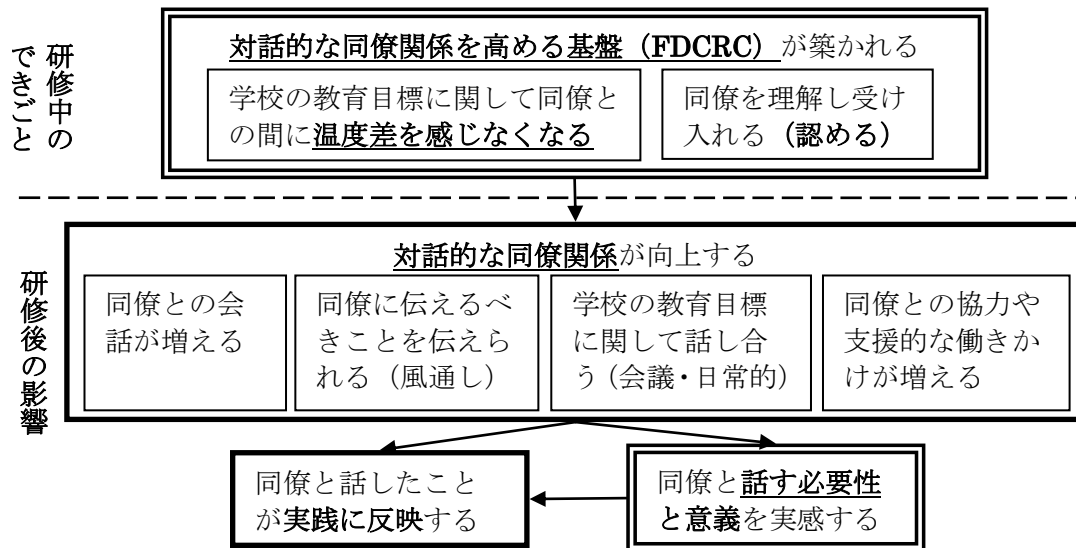 研修中の
できごと
対話的な同僚関係を高める基盤（FDCRC）が築かれる
学校の教育目標に関して同僚と
の間に温度差を感じなくなる
同僚を理解し受け
入れる（認める）
研修後の影響
対話的な同僚関係が向上する
同僚との会
話が増える
同僚に伝えるべ
きことを伝えら
れる（風通し）
学校の教育目標
に関して話し合
う（会議・日常的）
同僚との協力や
支援的な働きか
けが増える
同僚と話したこと
が実践に反映する
同僚と話す必要性
と意義を実感する